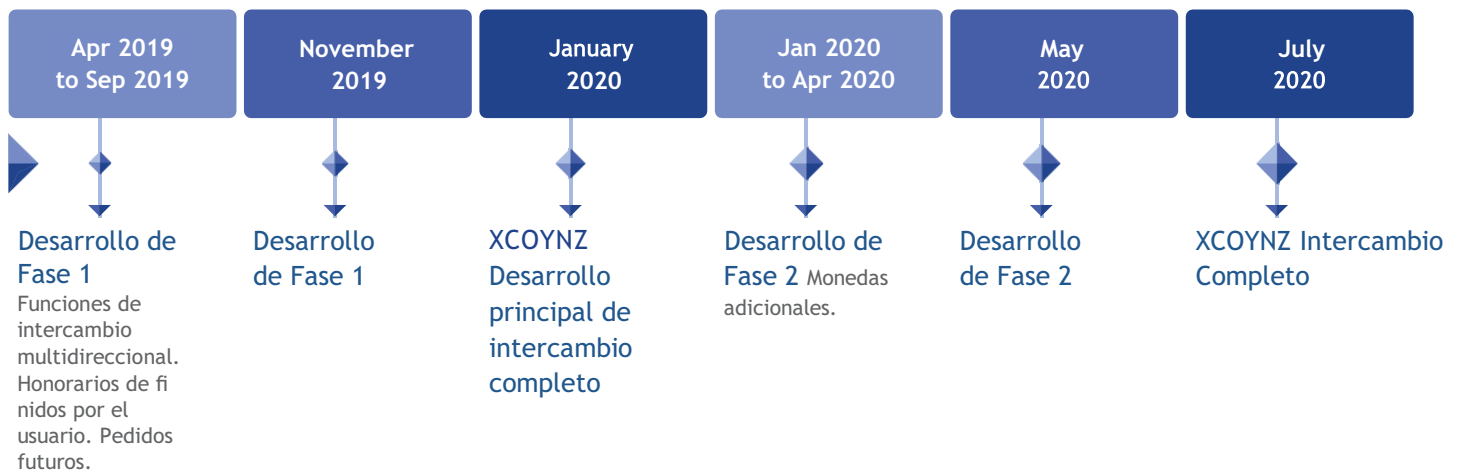 Apr 2019
to Sep 2019
November
2019
January
2020
Jan 2020
to Apr 2020
May
2020
July
2020
Desarrollo de
Fase 1
Funciones de
intercambio
multidireccional.
Honorarios de fi
nidos por el
usuario. Pedidos
futuros.
Desarrollo
de Fase 1
XCOYNZ
Desarrollo
principal de
intercambio
completo
Desarrollo de
Fase 2 Monedas
adicionales.
Desarrollo
de Fase 2
XCOYNZ Intercambio
Completo